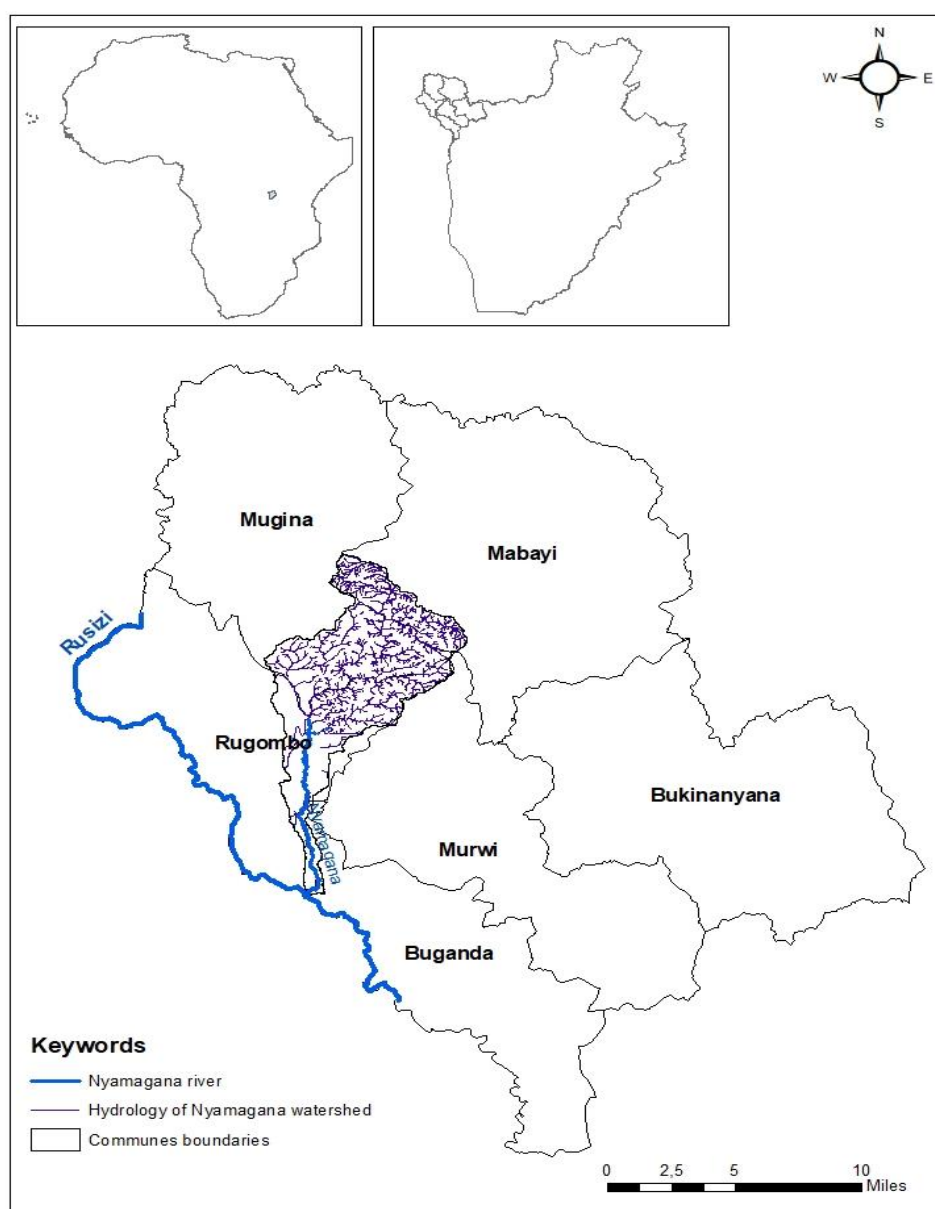 N
W
E
S
Mugina
Mabayi
Rusizi
Rugombo
Bukinanyana
Nyamagana
Murwi
Buganda
Keywords
Nyamagana river
Hydrology of Nyamagana watershed
Communes boundaries
0 2,5 5 10
Miles